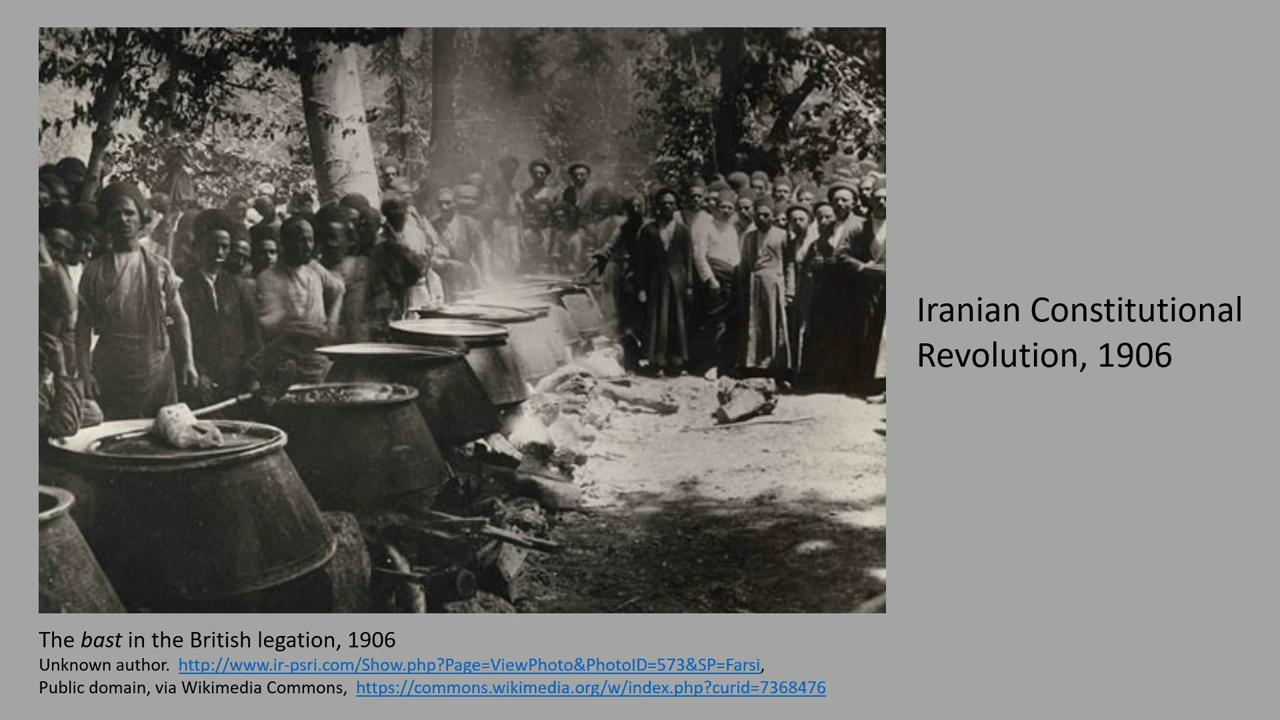 Iranian Constitutional
Revolution, 1906
The bast in the British legation, 1906
Unknown author. http://www.ir-psri.com/Show.php?Page=ViewPhoto&PhotoID=573&SP=Farsi,
Public domain, via Wikimedia Commons, https://commons.wikimedia.org/w/index.php?curid=7368476